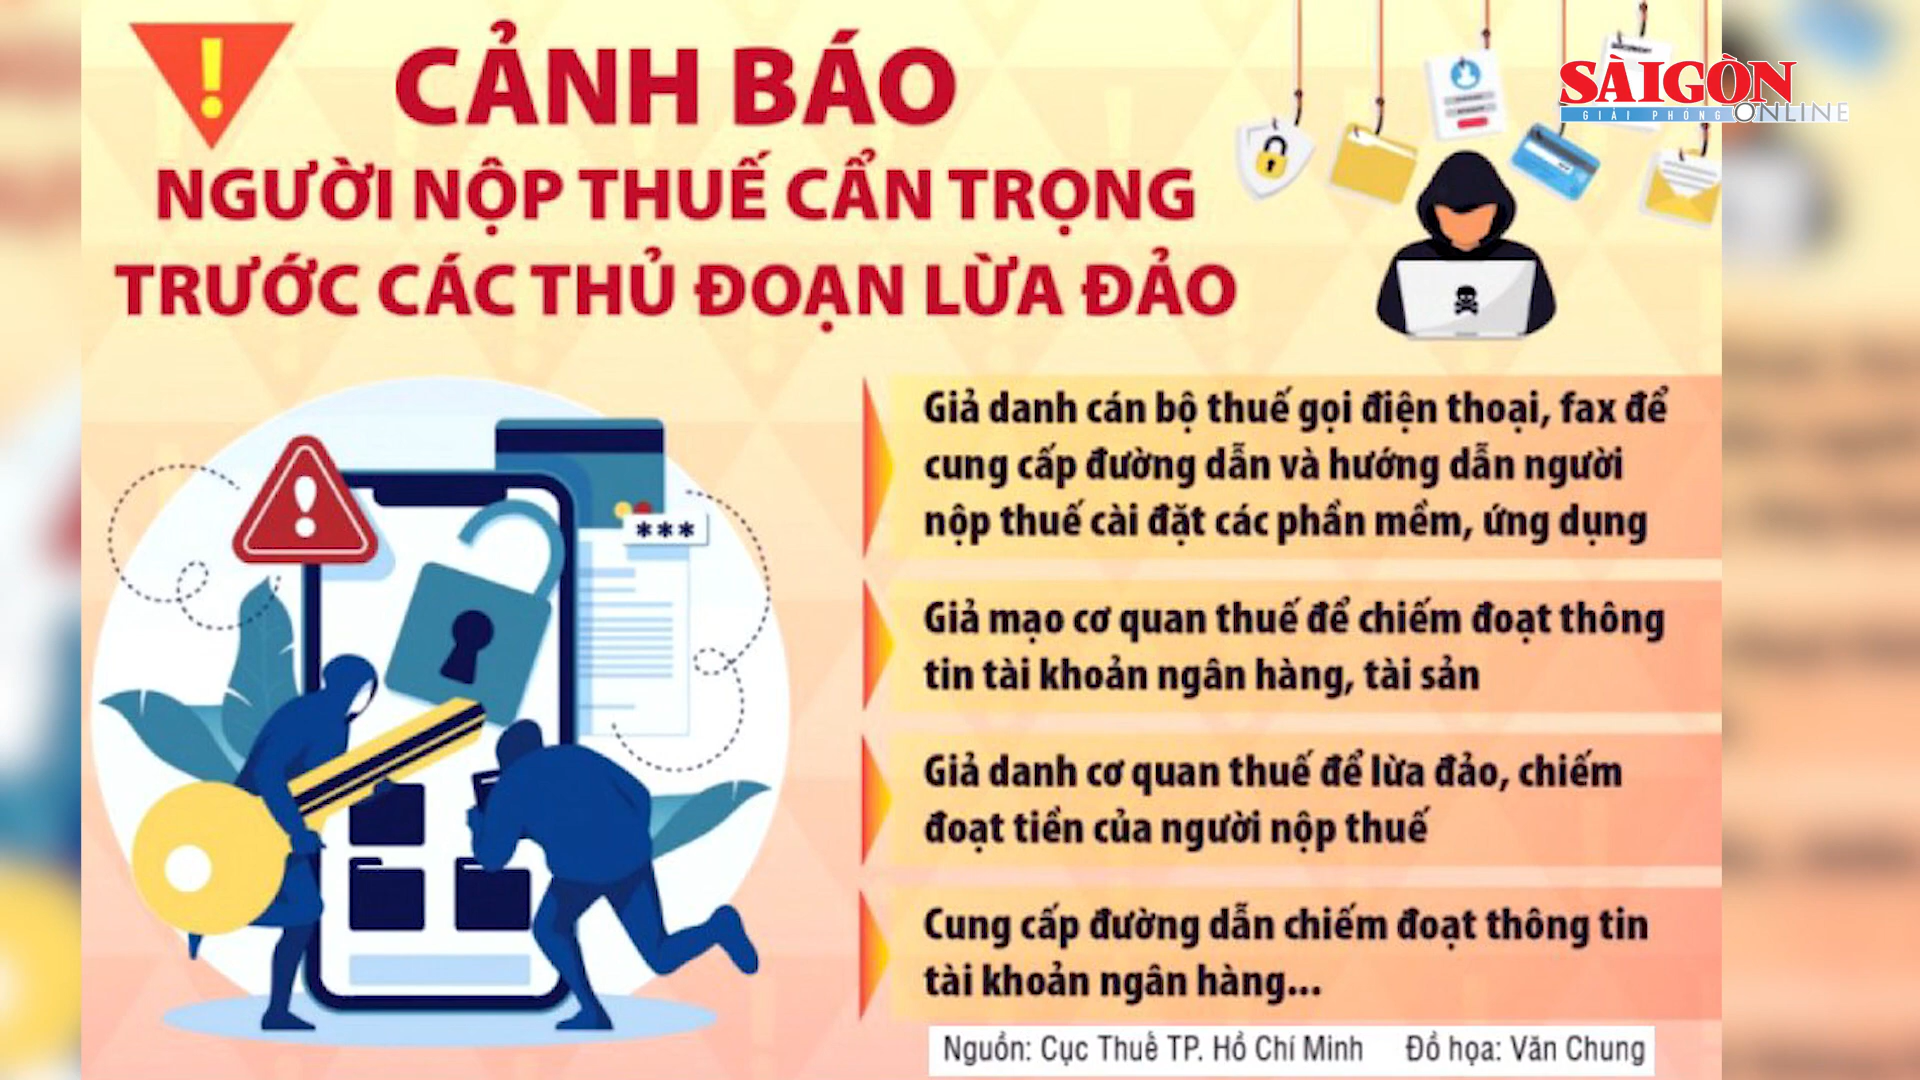 CẢNH BÁO
NGƯỜI NỘP THUẾ CẨN TRỌNG
TRƯỚC CÁC THỦ ĐOẠN LỪA ĐẢO
DOCUMENT
SÀIGÒN
GIẢI PHÓNG ONLINE
Giả danh cán bộ thuế gọi điện thoại, fax để
cung cấp đường dẫn và hướng dẫn người
nộp thuế cài đặt các phần mềm, ứng dụng
***
Giả mạo cơ quan thuế để chiếm đoạt thông
tin tài khoản ngân hàng, tài sản
Giả danh cơ quan thuế để lừa đảo, chiếm
đoạt tiền của người nộp thuế
Cung cấp đường dẫn chiếm đoạt thông tin
tài khoản ngân hàng...
Nguồn: Cục Thuế TP. Hồ Chí Minh Đồ họa: Văn Chung